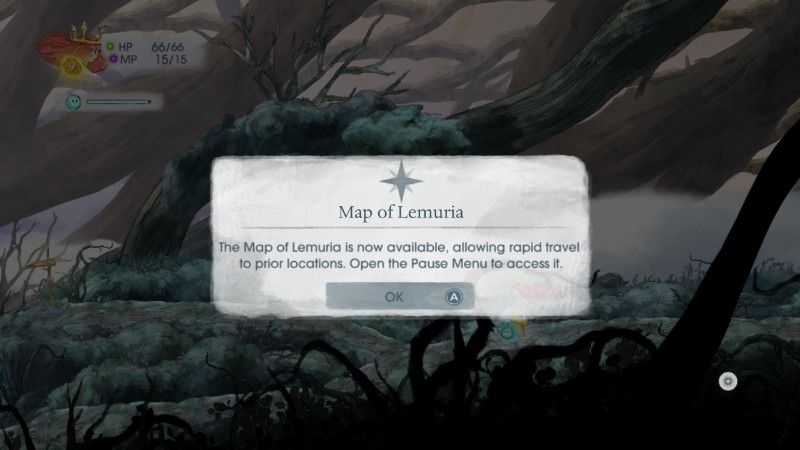 HP 66/66
9 MP 15/15
Map of Lemuria
The Map of Lemuria is now available, allowing rapid travel
to prior locations. Open the Pause Menu to access it.
OK A